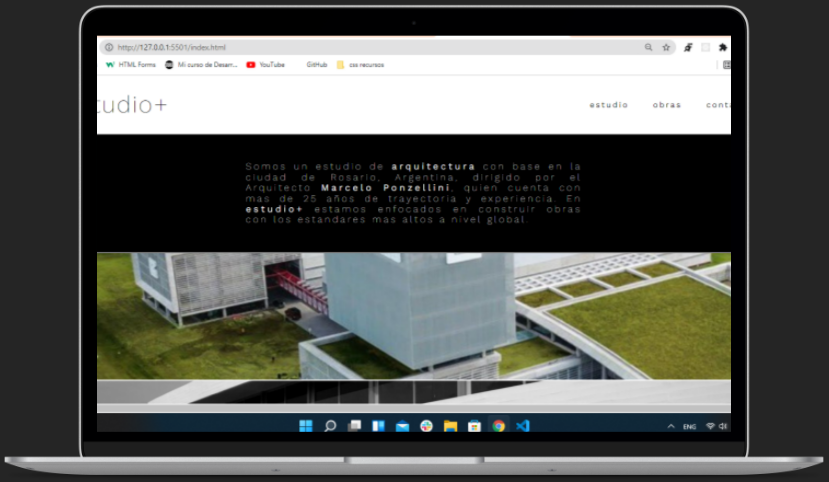 http://127.0.0.1:5501/index.html
HTML Forms Mi curso de Desarr... YouTube GitHub css recursos
tudio+ estudio obras conta
Somos un estudio de arquitectura con base en la
ciudad de Rosario, Argentina, dirigido por el
Arquitecto Marcelo Ponzellini, quien cuenta con
mas de 25 años de trayectoria y experiencia. En
estudio+ estamos enfocados en construir obras
con los estandares mas altos a nivel global.
ENG